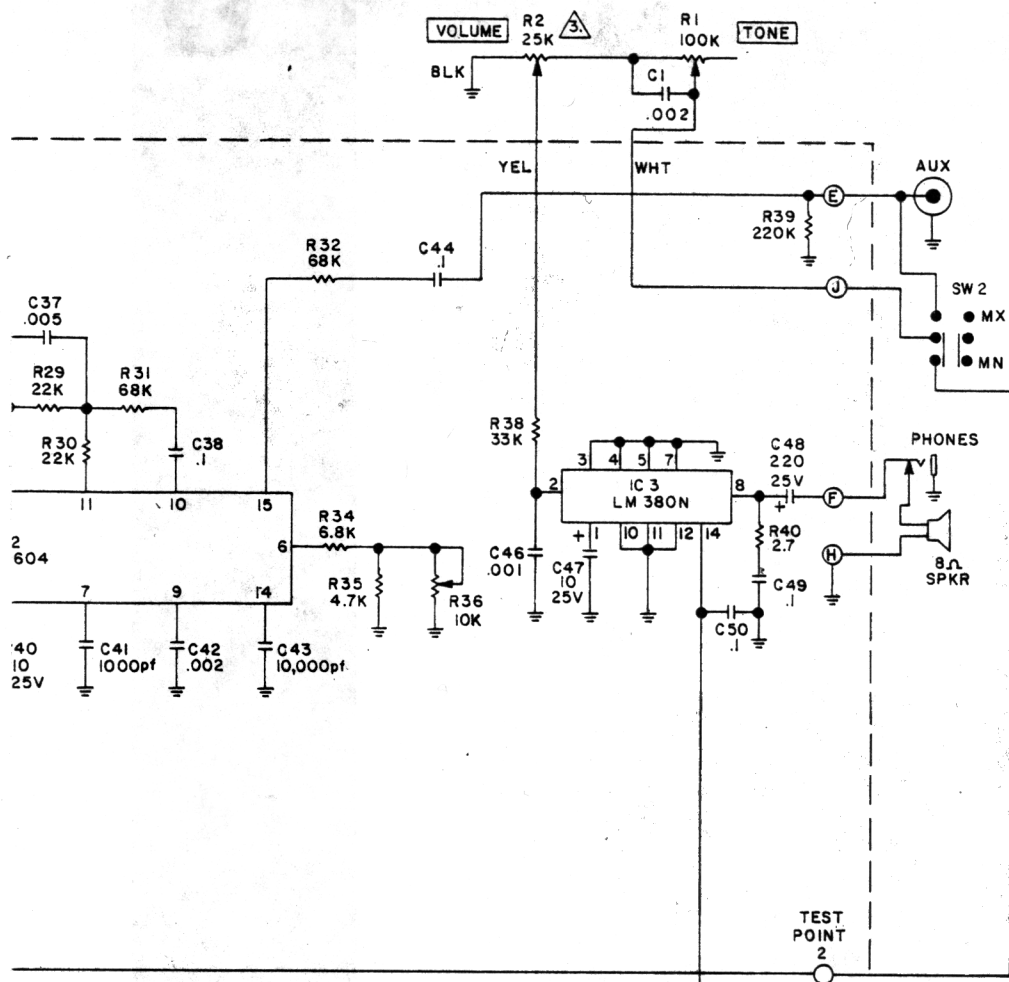 VOLUME
R2
25K
3.
R1
100K
TONE
BLK
C1
.002
YEL
WHT
AUX
E
R39
220K
R32
68K
C44
.1
J
SW 2
MX
MN
C37
.005
R29
22K
R31
68K
R30
22K
C38
.1
11
10
15
R38
33K
3
4
5
7
2
IC 3
LM 380N
8
1
10
11
12
14
+
C48
220
25V
+
F
PHONES
R40
2.7
H
8Ω
SPKR
2
604
6
R34
6.8K
R35
4.7K
R36
10K
C46
.001
C47
10
25V
C49
.1
C50
.1
7
9
14
40
10
25V
C41
1000pf
C42
.002
C43
10,000pf
TEST
POINT
2